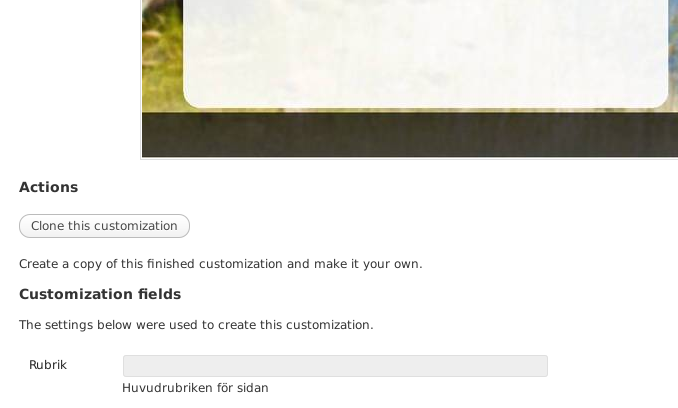 Actions
Clone this customization
Create a copy of this finished customization and make it your own.
Customization fields
The settings below were used to create this customization.
Rubrik
Huvudrubriken för sidan